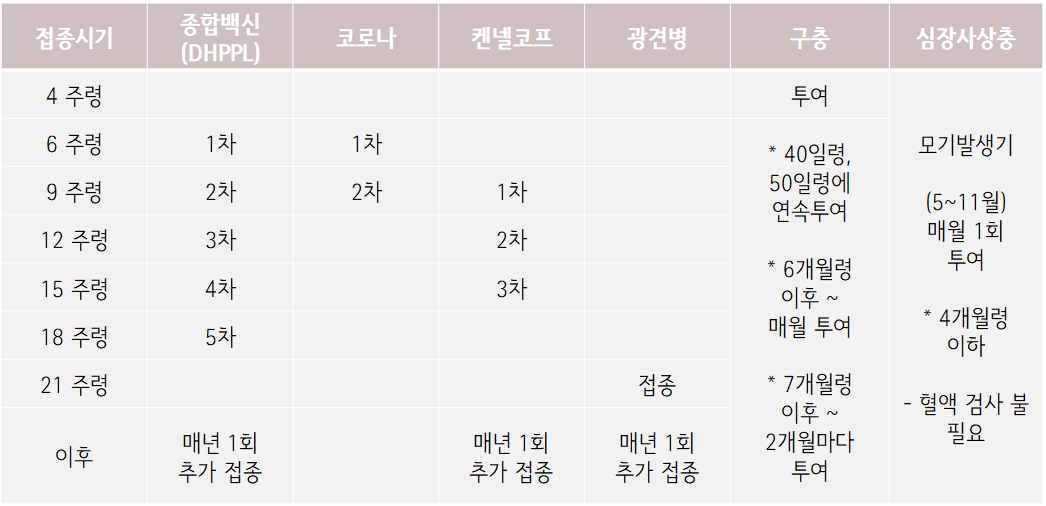 접종시기 종합백신 (DHPPL) 코로나 켄넬코프 광견병 구충 심장사상충
4 주령 투여
6 주령 1차 1차
9 주령 2차 2차 1차
12 주령 3차 2차
15 주령 4차 3차
18 주령 5차
21 주령 접종
이후 매년 1회 추가 접종 매년 1회 추가 접종 매년 1회 추가 접종
* 40일령,
50일령에
연속투여
* 6개월령
이후 ~
매월 투여
* 7개월령
이후 ~
2개월마다
투여
모기발생기
(5~11월)
매월 1회
투여
* 4개월령
이하
- 혈액 검사 불
필요